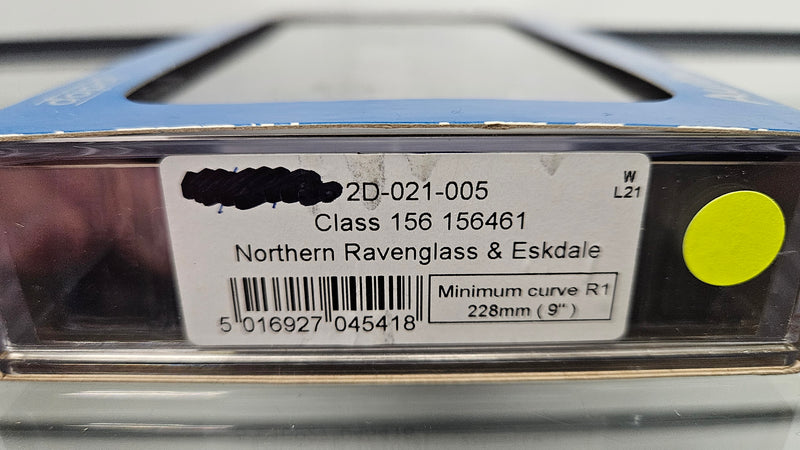 2D-021-005
W
L21
Class 156 156461
Northern Ravenglass & Eskdale
Minimum curve R1
228mm ( 9" )
5 016927 045418